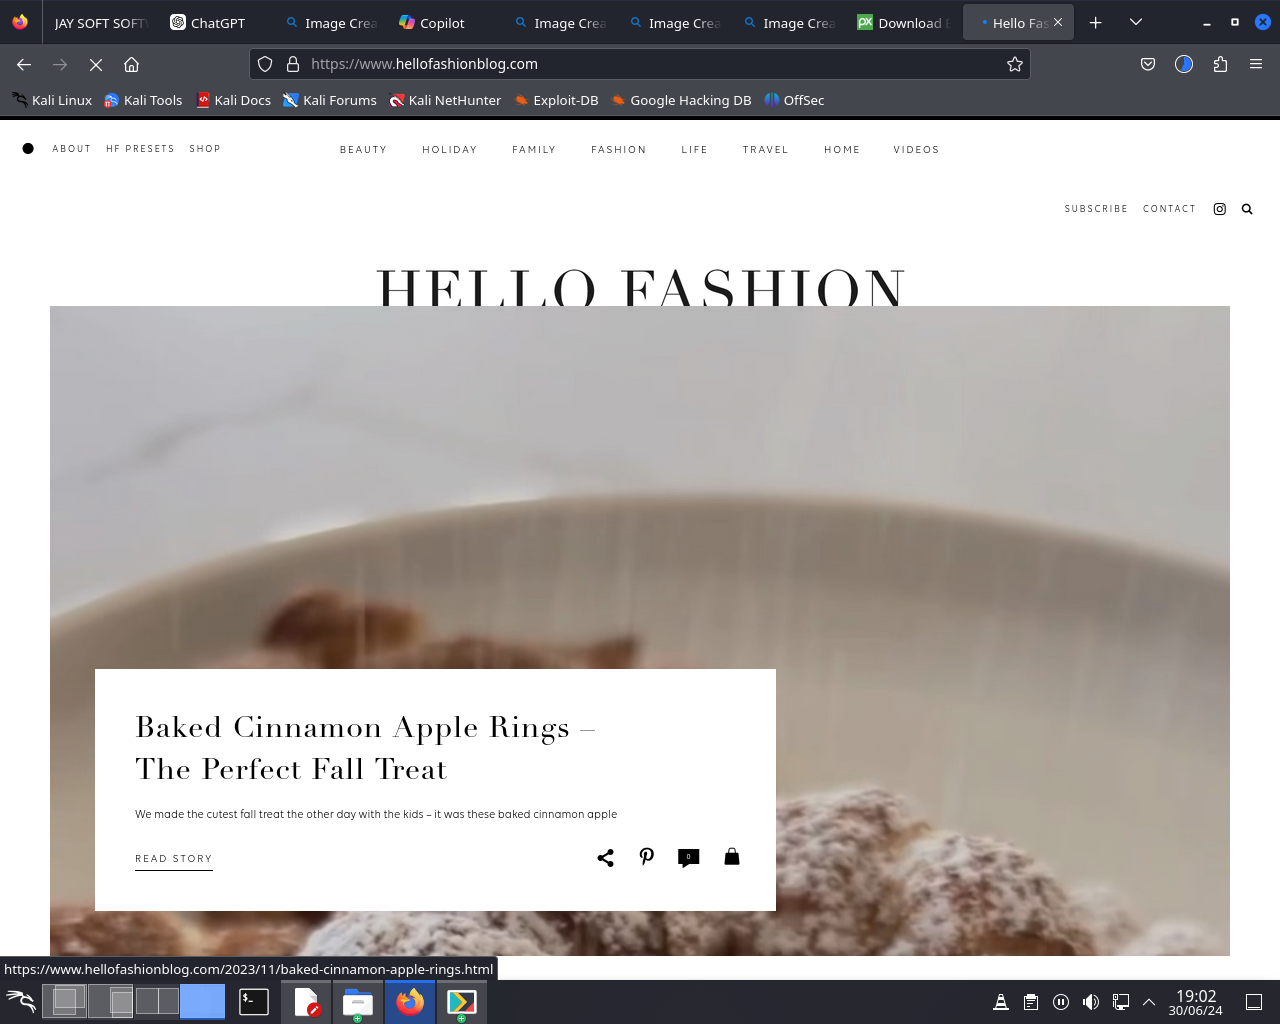 JAY SOFT SOFT
ChatGPT
Image Crea
Copilot
Image Crea
Image Crea
Image Crea
Download
Hello Fas
https://www.hellofashionblog.com
Kali Linux
Kali Tools
Kali Docs
Kali Forums
Kali NetHunter
Exploit-DB
Google Hacking DB
OffSec
ABOUT HF PRESETS SHOP
BEAUTY HOLIDAY FAMILY FASHION LIFE TRAVEL HOME VIDEOS
SUBSCRIBE CONTACT
HELLO FASHION
Baked Cinnamon Apple Rings –
The Perfect Fall Treat
We made the cutest fall treat the other day with the kids – it was these baked cinnamon apple
READ STORY
0
https://www.hellofashionblog.com/2023/11/baked-cinnamon-apple-rings.html
19:02
30/06/24